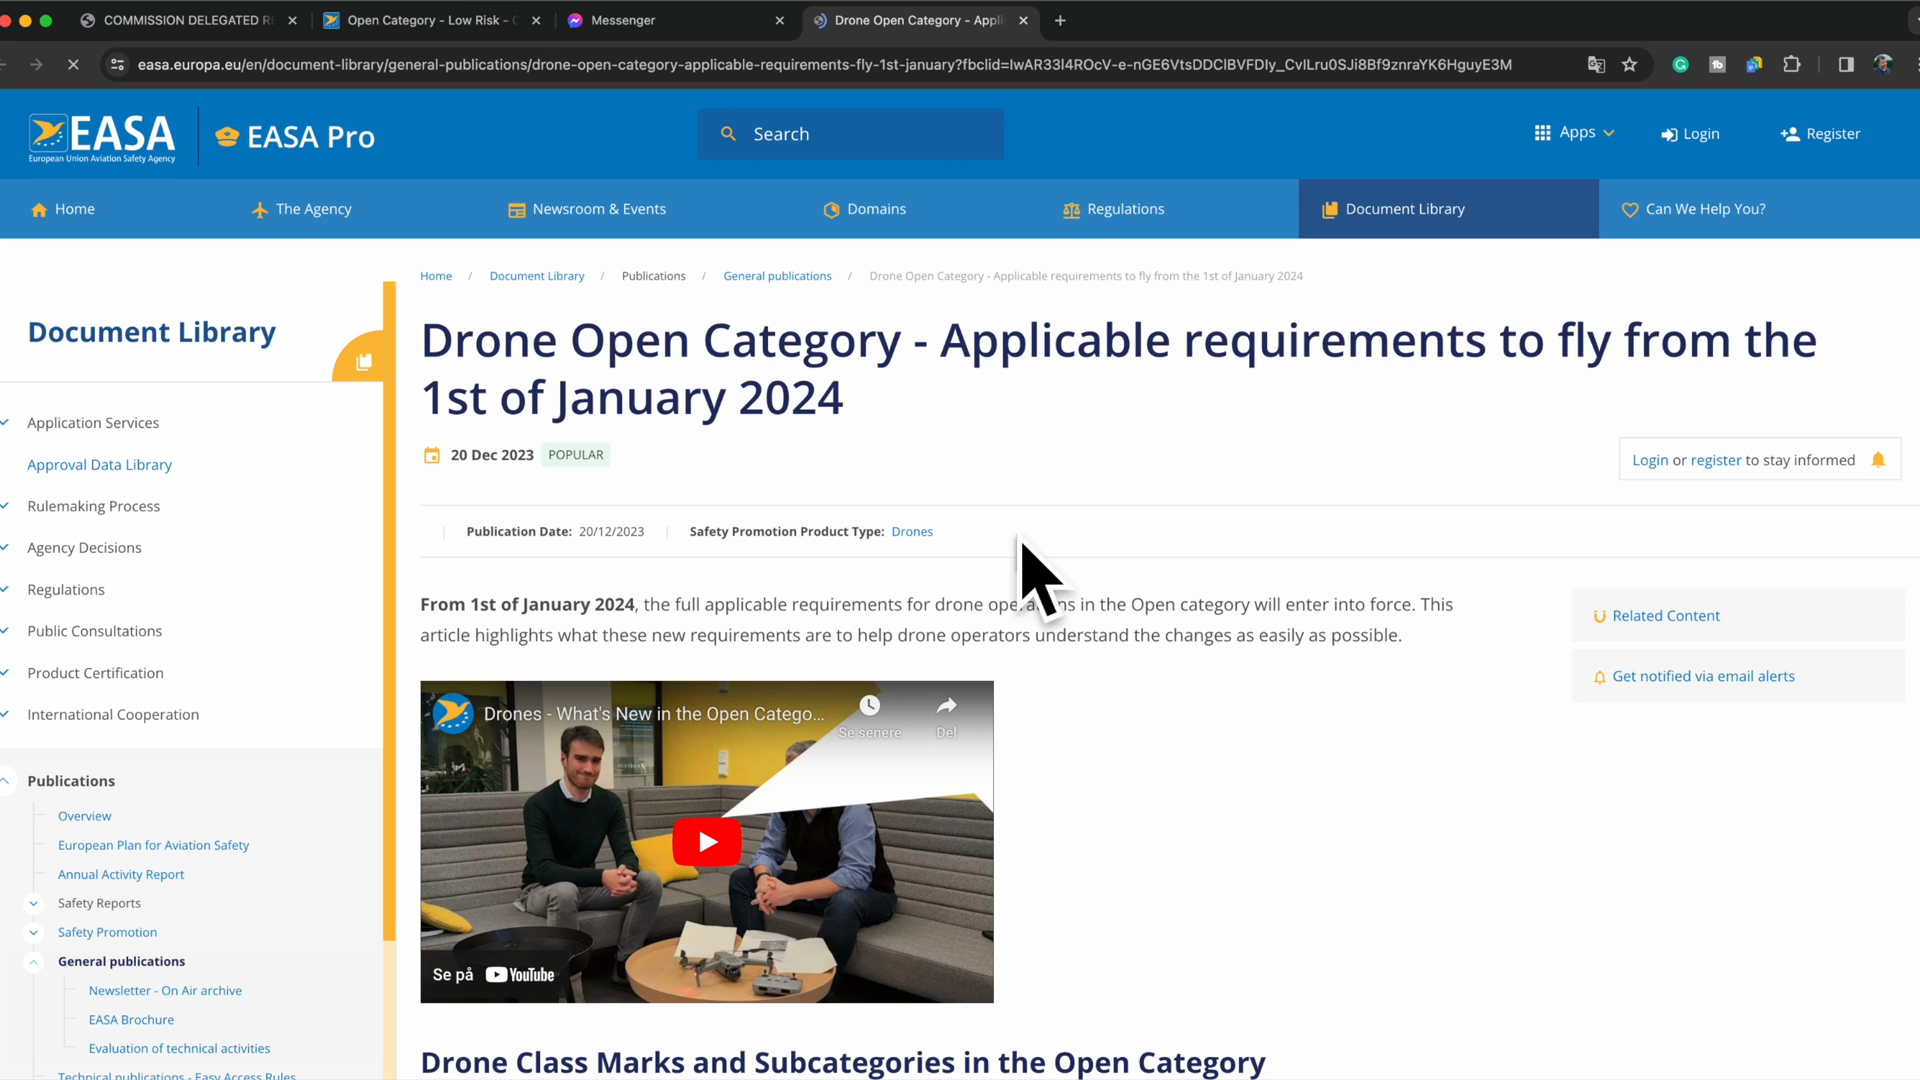 COMMISSION DELEGATED R
Open Category - Low Risk -
Messenger
Drone Open Category - Appli
easa.europa.eu/en/document-library/general-publications/drone-open-category-applicable-requirements-fly-1st-january?fbclid=IwAR33I4ROcV-e-nGE6VtsDDClBVFDIy_CvILru0SJi8Bf9znraYK6HguyE3M
EASA
European Union Aviation Safety Agency
EASA Pro
Search
Apps
Login
Register
Home
The Agency
Newsroom & Events
Domains
Regulations
Document Library
Can We Help You?
Home / Document Library / Publications / General publications / Drone Open Category - Applicable requirements to fly from the 1st of January 2024
Document Library
Application Services
Approval Data Library
Rulemaking Process
Agency Decisions
Regulations
Public Consultations
Product Certification
International Cooperation
Publications
Overview
European Plan for Aviation Safety
Annual Activity Report
Safety Reports
Safety Promotion
General publications
Newsletter - On Air archive
EASA Brochure
Evaluation of technical activities
Technical publications - Easy Access Rules
Drone Open Category - Applicable requirements to fly from the
1st of January 2024
20 Dec 2023 POPULAR
Login or register to stay informed
Publication Date: 20/12/2023 | Safety Promotion Product Type: Drones
From 1st of January 2024, the full applicable requirements for drone operations in the Open category will enter into force. This
article highlights what these new requirements are to help drone operators understand the changes as easily as possible.
Related Content
Get notified via email alerts
Drones - What's New in the Open Catego...
Se senere
Del
Se på YouTube
Drone Class Marks and Subcategories in the Open Category